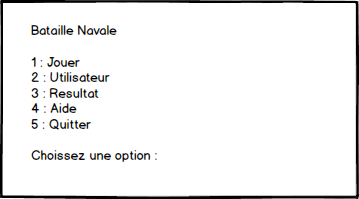 Bataille Navale
1 : Jouer
2 : Utilisateur
3 : Resultat
4 : Aide
5 : Quitter
Choissez une option :